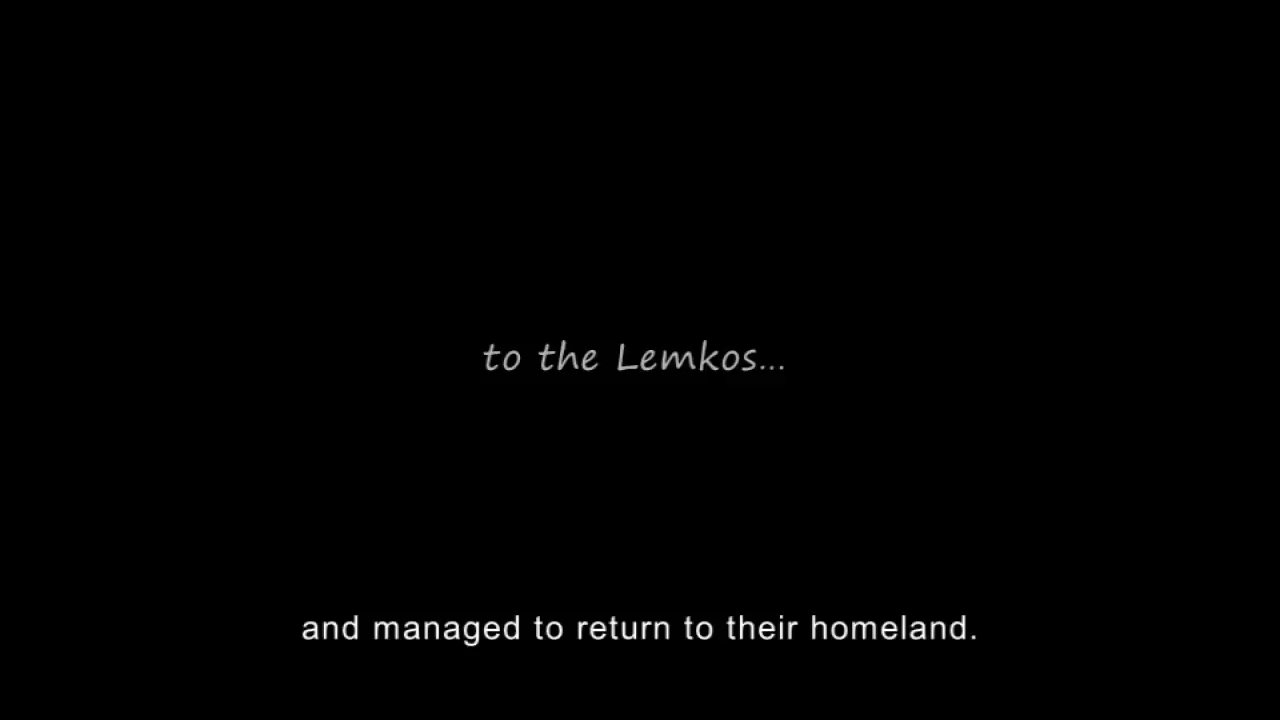 to the Lemkos...
and managed to return to their homeland.